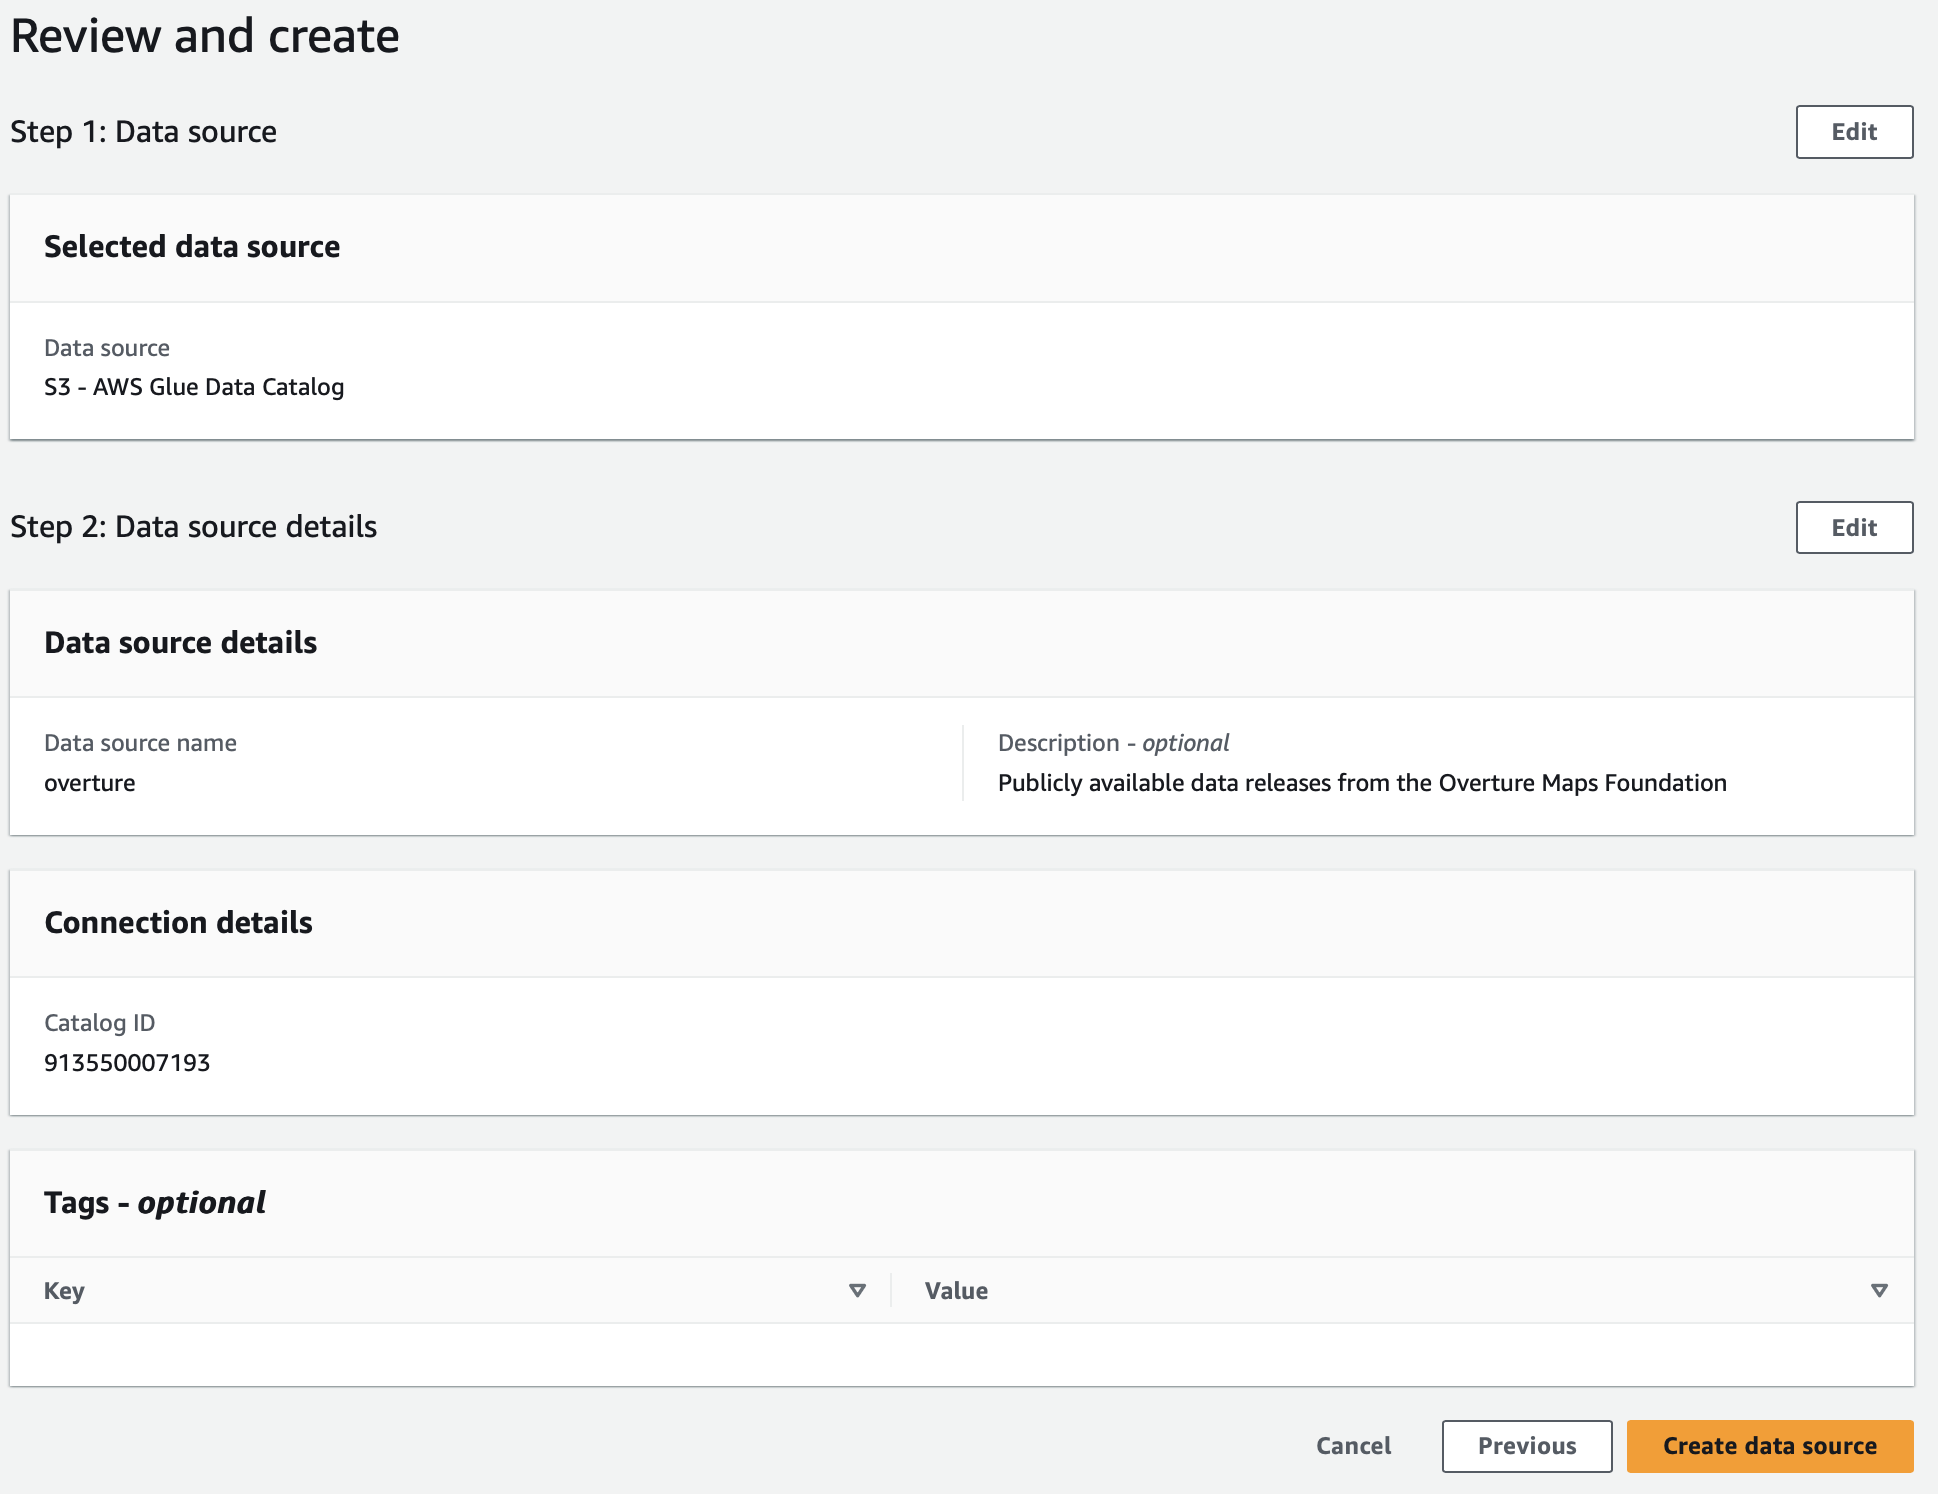 Review and create
Step 1: Data source
Edit
Selected data source
Data source
S3 - AWS Glue Data Catalog
Step 2: Data source details
Edit
Data source details
Data source name
overture
Description - optional
Publicly available data releases from the Overture Maps Foundation
Connection details
Catalog ID
913550007193
Tags - optional
Key
Value
Cancel
Previous
Create data source